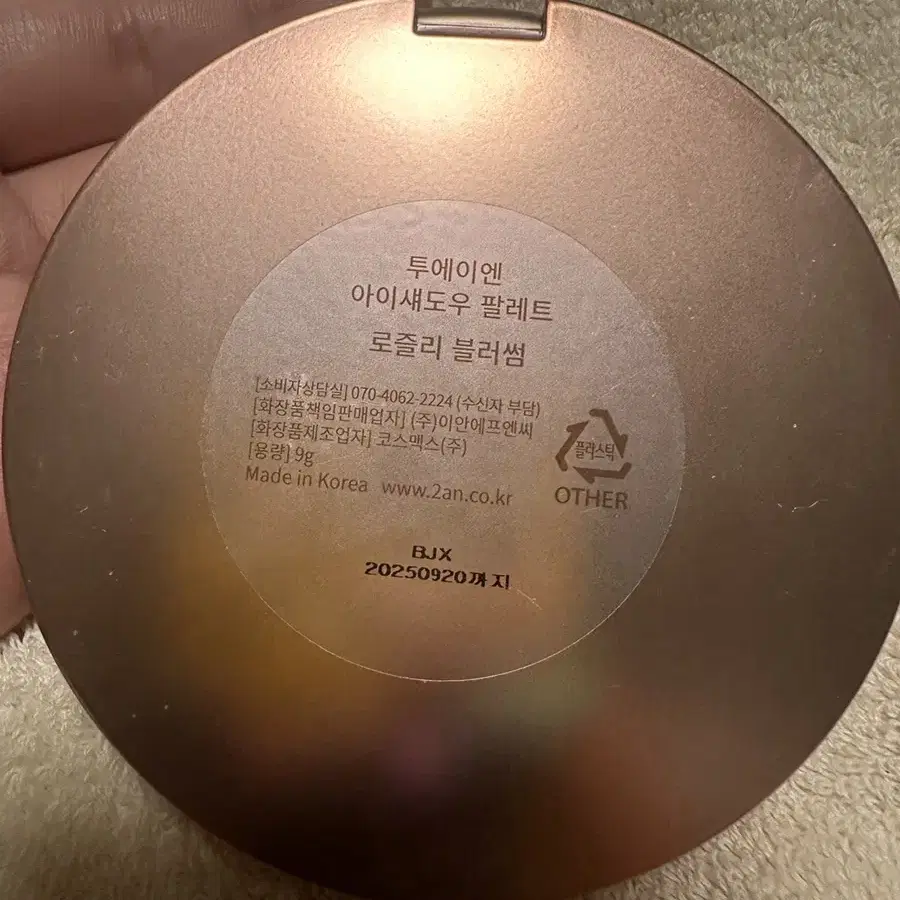 투에이엔
아이섀도우 팔레트
로즐리 블러썸
[소비자상담실] 070-4062-2224 (수신자 부담)
[화장품책임판매업자] (주)이안에프엔씨
[화장품제조업자] 코스맥스(주)
[용량] 9g
Made in Korea www.2an.co.kr
플라스틱
OTHER
BJX
20250920까지